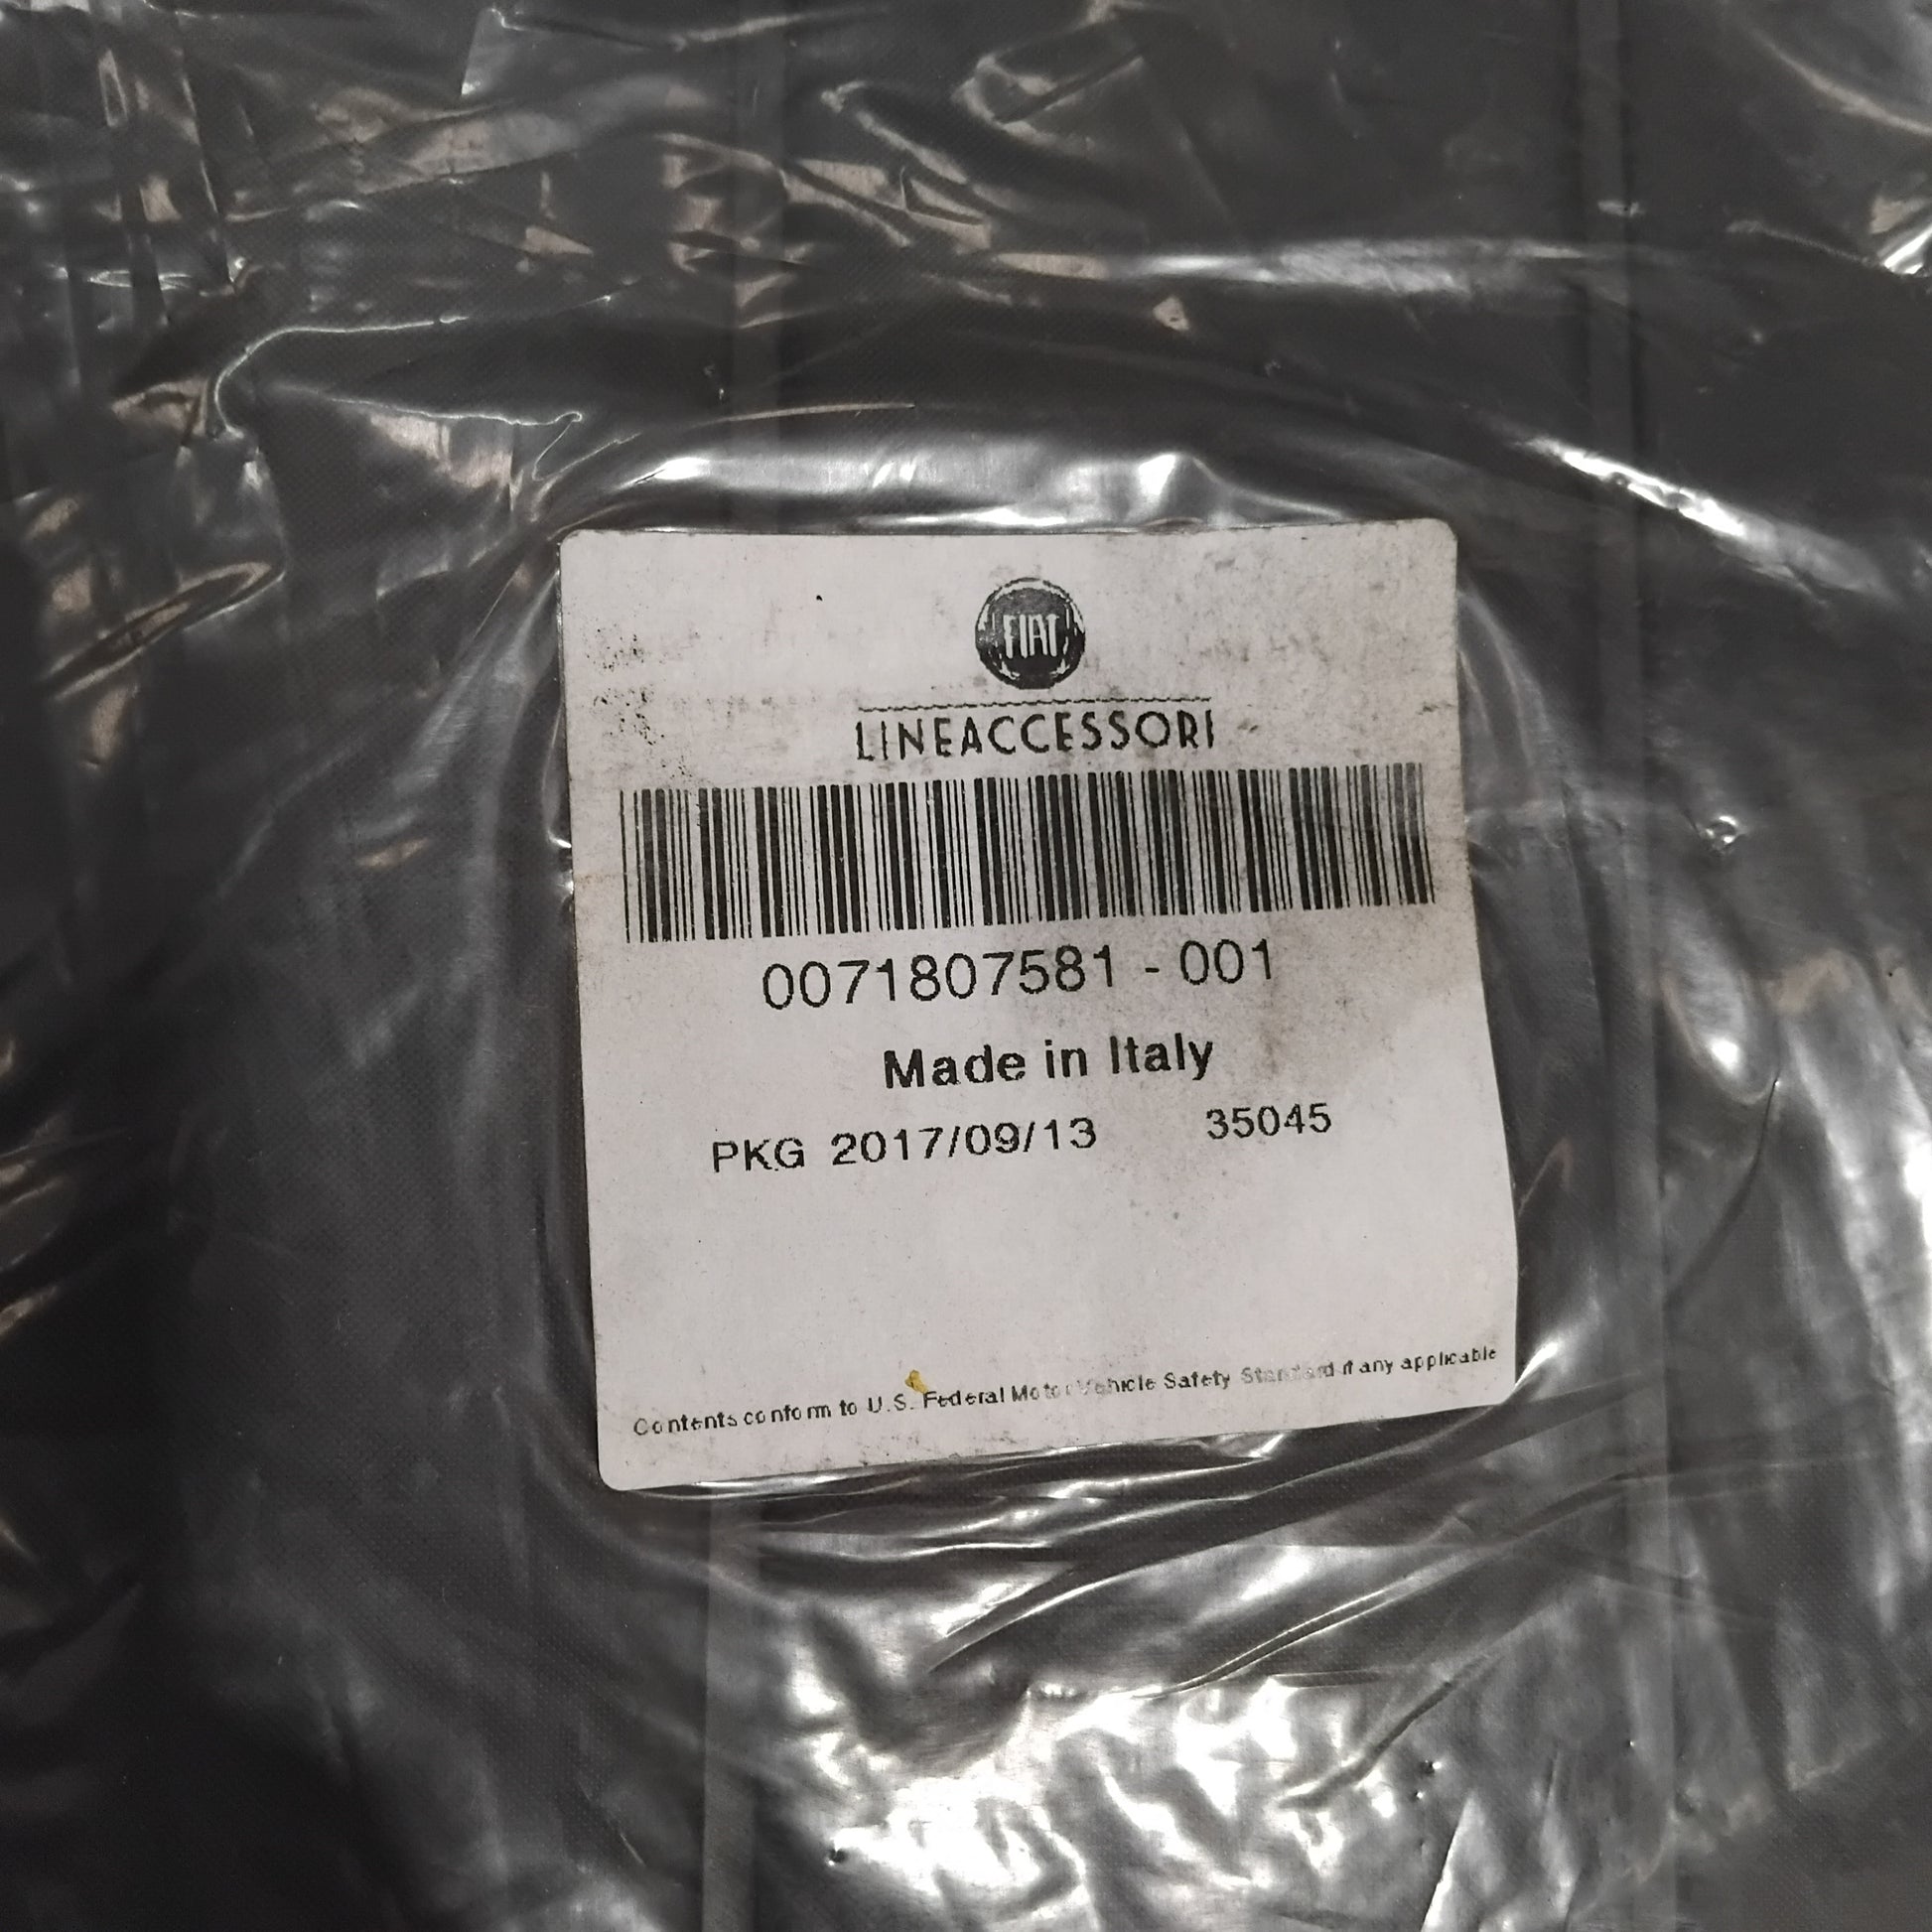 FIAT
LINEACCESSORI
0071807581 - 001
Made in Italy
PKG 2017/09/13 35045
Contents conform to U.S. Federal Motor Vehicle Safety Standard if any applicable